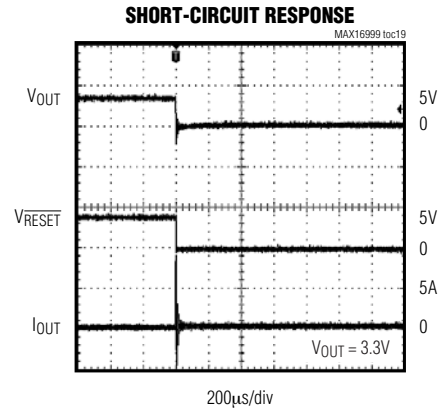 SHORT-CIRCUIT RESPONSE
MAX16999 toc19
VOUT
5V
0
VRESET
5V
0
5A
IOUT
0
VOUT = 3.3V
200µs/div